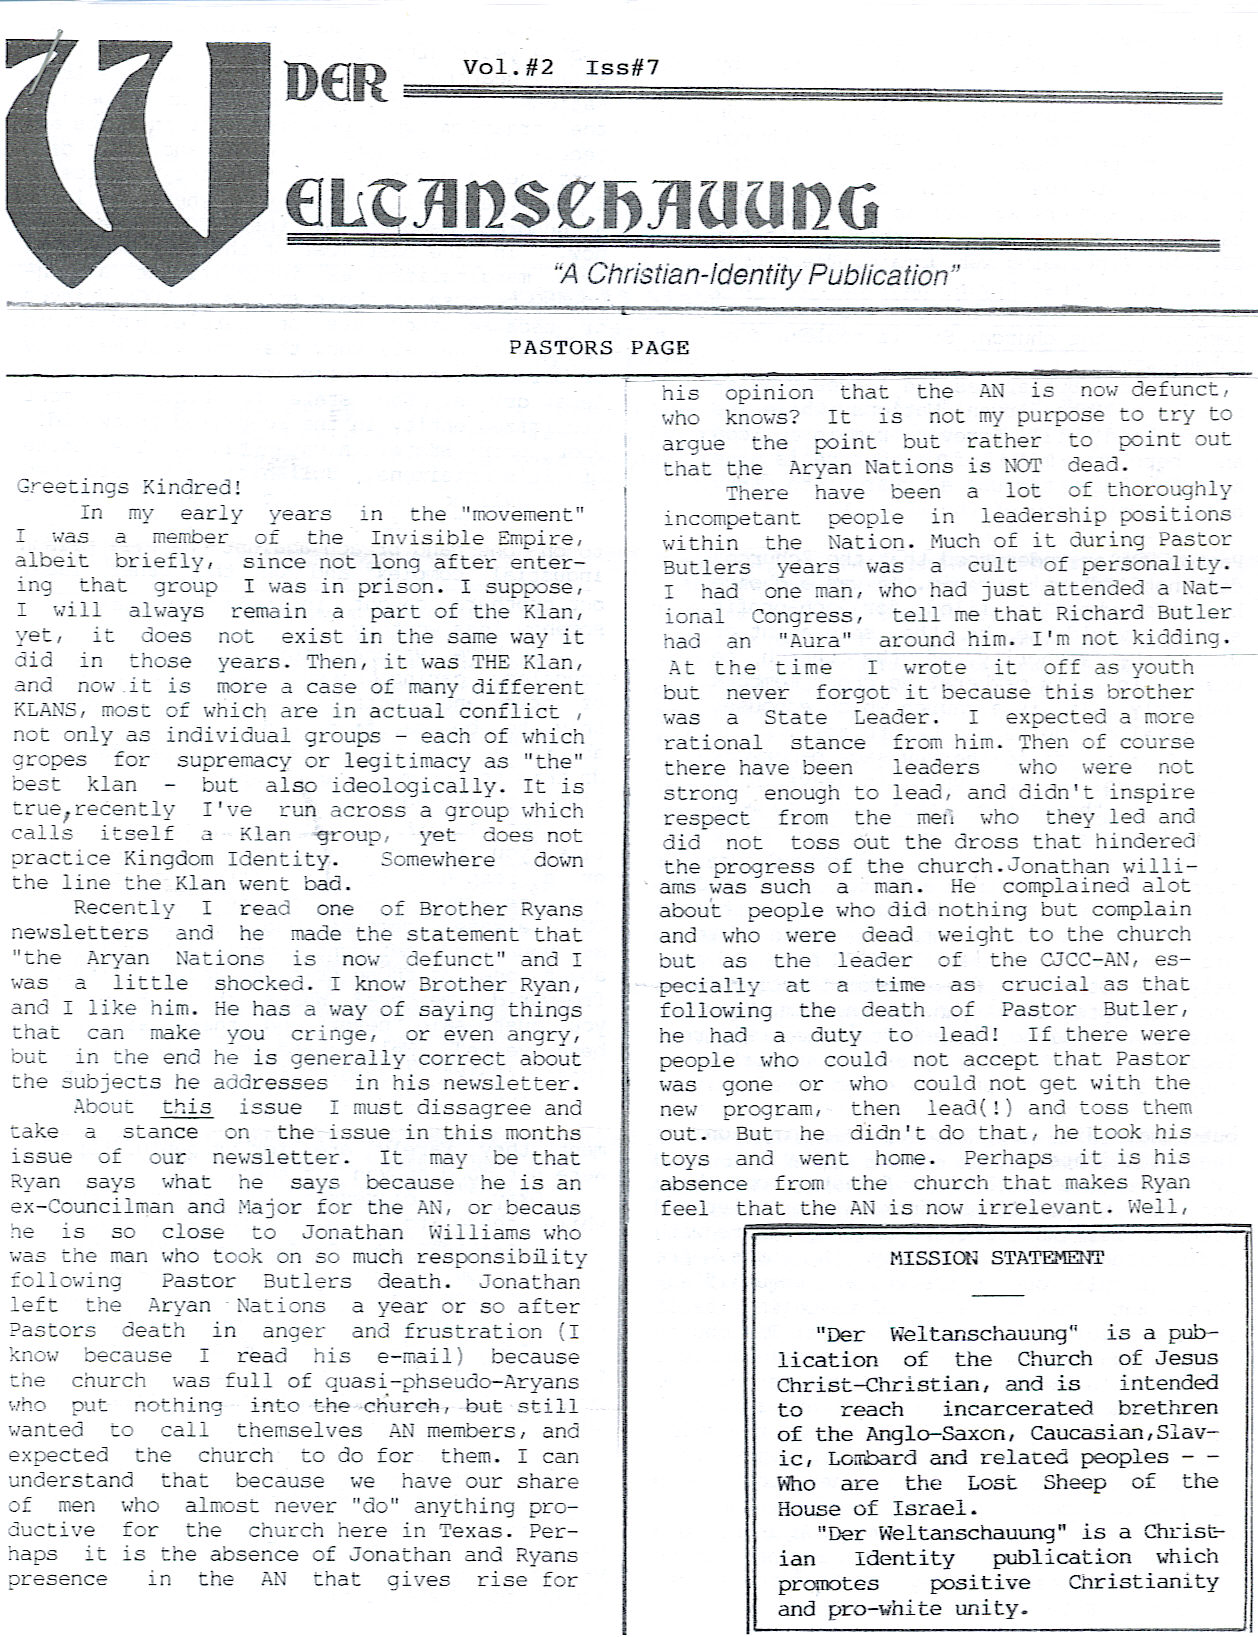 DER Vol.#2 Iss#7
WELTANSCHAUUNG
"A Christian-Identity Publication"
PASTORS PAGE
Greetings Kindred!
In my early years in the "movement"
I was a member of the Invisible Empire,
albeit briefly, since not long after enter-
ing that group I was in prison. I suppose,
I will always remain a part of the Klan,
yet, it does not exist in the same way it
did in those years. Then, it was THE Klan,
and now it is more a case of many different
KLANS, most of which are in actual conflict ,
not only as individual groups - each of which
gropes for supremacy or legitimacy as "the"
best klan - but also ideologically. It is
true,recently I've run across a group which
calls itself a Klan group, yet does not
practice Kingdom Identity. Somewhere down
the line the Klan went bad.
Recently I read one of Brother Ryans
newsletters and he made the statement that
"the Aryan Nations is now defunct" and I
was a little shocked. I know Brother Ryan,
and I like him. He has a way of saying things
that can make you cringe, or even angry,
but in the end he is generally correct about
the subjects he addresses in his newsletter.
About this issue I must dissagree and
take a stance on the issue in this months
issue of our newsletter. It may be that
Ryan says what he says because he is an
ex-Councilman and Major for the AN, or becaus
he is so close to Jonathan Williams who
was the man who took on so much responsibility
following Pastor Butlers death. Jonathan
left the Aryan Nations a year or so after
Pastors death in anger and frustration (I
know because I read his e-mail) because
the church was full of quasi-phseudo-Aryans
who put nothing into the church, but still
wanted to call themselves AN members, and
expected the church to do for them. I can
understand that because we have our share
of men who almost never "do" anything pro-
ductive for the church here in Texas. Per-
haps it is the absence of Jonathan and Ryans
presence in the AN that gives rise for
his opinion that the AN is now defunct,
who knows? It is not my purpose to try to
argue the point but rather to point out
that the Aryan Nations is NOT dead.
There have been a lot of thoroughly
incompetant people in leadership positions
within the Nation. Much of it during Pastor
Butlers years was a cult of personality.
I had one man, who had just attended a Nat-
ional Congress, tell me that Richard Butler
had an "Aura" around him. I'm not kidding.
At the time I wrote it off as youth
but never forgot it because this brother
was a State Leader. I expected a more
rational stance from him. Then of course
there have been leaders who were not
strong enough to lead, and didn't inspire
respect from the men who they led and
did not toss out the dross that hindered
the progress of the church.Jonathan willi-
ams was such a man. He complained alot
about people who did nothing but complain
and who were dead weight to the church
but as the leader of the CJCC-AN, es-
pecially at a time as crucial as that
following the death of Pastor Butler,
he had a duty to lead! If there were
people who could not accept that Pastor
was gone or who could not get with the
new program, then lead(!) and toss them
out. But he didn't do that, he took his
toys and went home. Perhaps it is his
absence from the church that makes Ryan
feel that the AN is now irrelevant. Well,
MISSION STATEMENT
"Der Weltanschauung" is a pub-
lication of the Church of Jesus
Christ-Christian, and is intended
to reach incarcerated brethren
of the Anglo-Saxon, Caucasian,Slav-
ic, Lombard and related peoples - -
Who are the Lost Sheep of the
House of Israel.
"Der Weltanschauung" is a Christ-
ian Identity publication which
promotes positive Christianity
and pro-white unity.